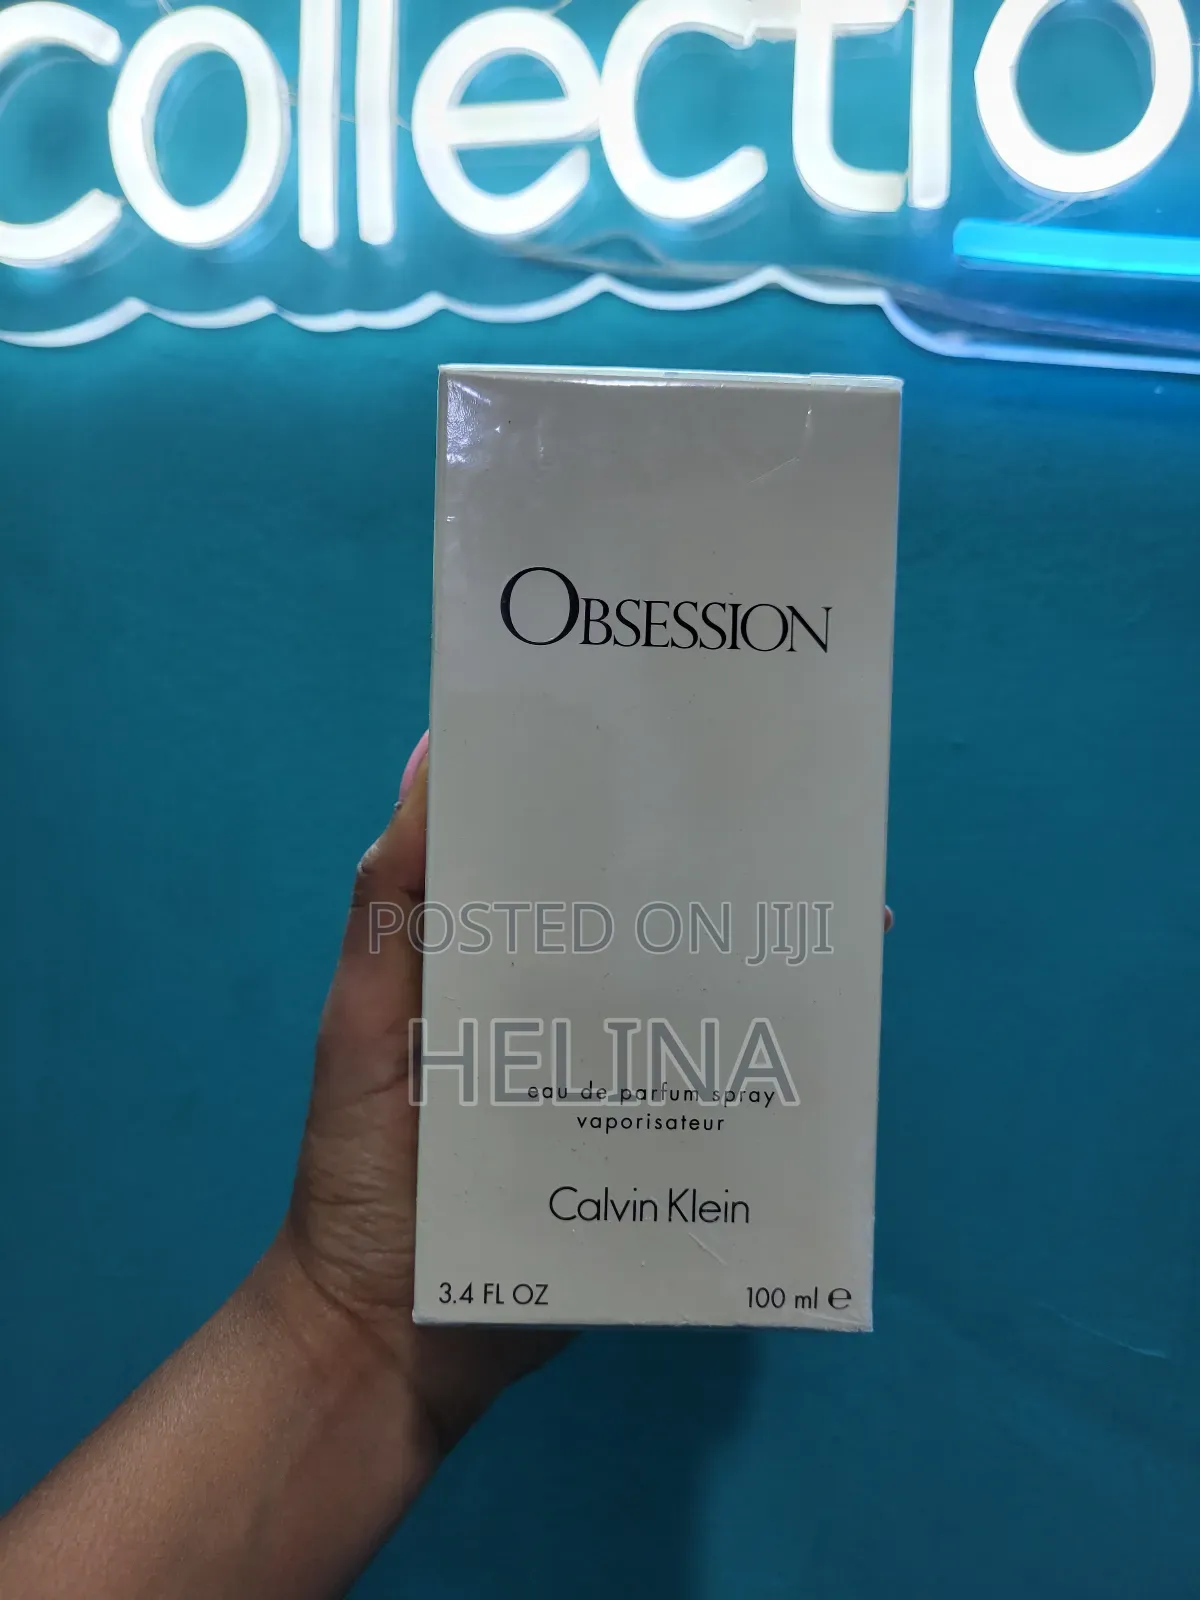 collectio
OBSESSION
POSTED ON JIJI
HELINA
eau de parfum spray
vaporisateur
Calvin Klein
3.4 FL OZ
100 ml ℮